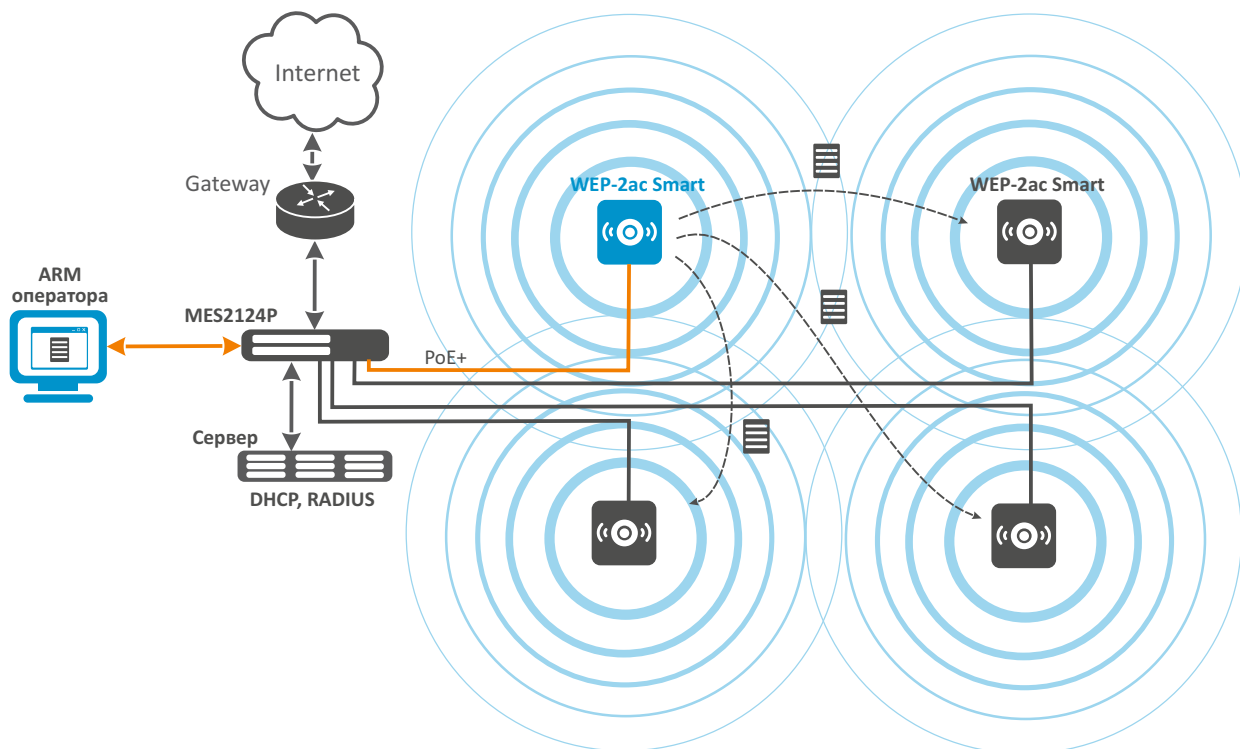 Internet
Gateway
WEP-2ac Smart
WEP-2ac Smart
ARM
оператора
MES2124P
PoE+
Сервер
DHCP, RADIUS